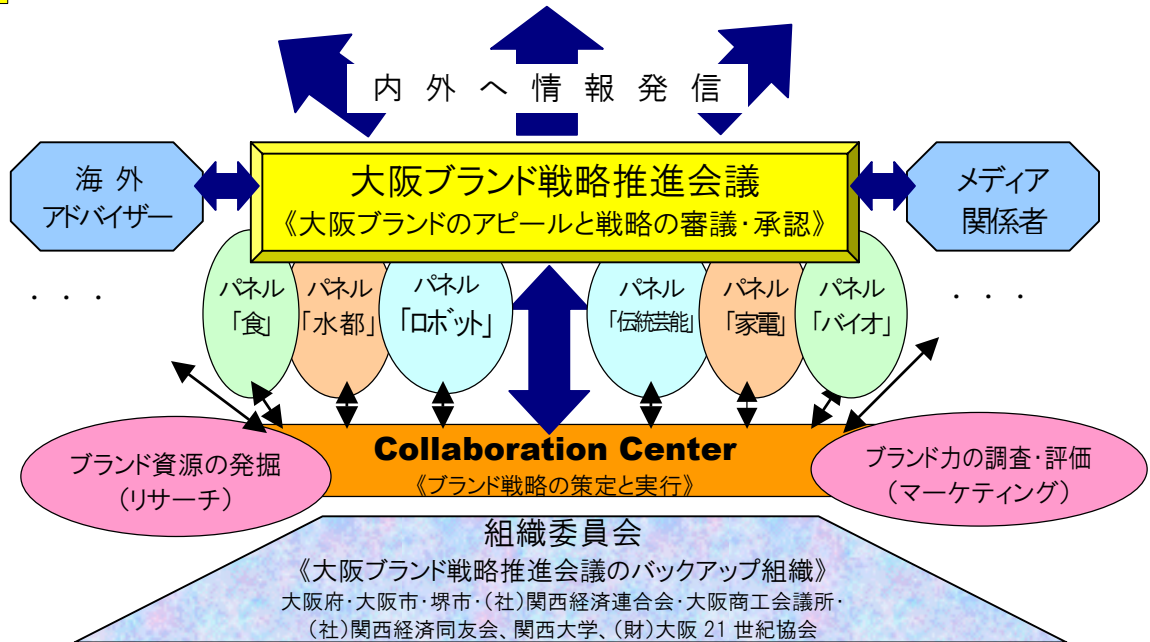 内外へ情報発信
海外
アドバイザー
大阪ブランド戦略推進会議
《大阪ブランドのアピールと戦略の審議・承認》
メディア
関係者
・・・
パネル
「食」
パネル
「水都」
パネル
「ロボット」
パネル
「伝統芸能」
パネル
「家電」
パネル
「バイオ」
・・・
ブランド資源の発掘
(リサーチ)
Collaboration Center
《ブランド戦略の策定と実行》
ブランド力の調査・評価
(マーケティング)
組織委員会
《大阪ブランド戦略推進会議のバックアップ組織》
大阪府・大阪市・堺市・(社)関西経済連合会・大阪商工会議所・
(社)関西経済同友会、関西大学、(財)大阪 21 世紀協会